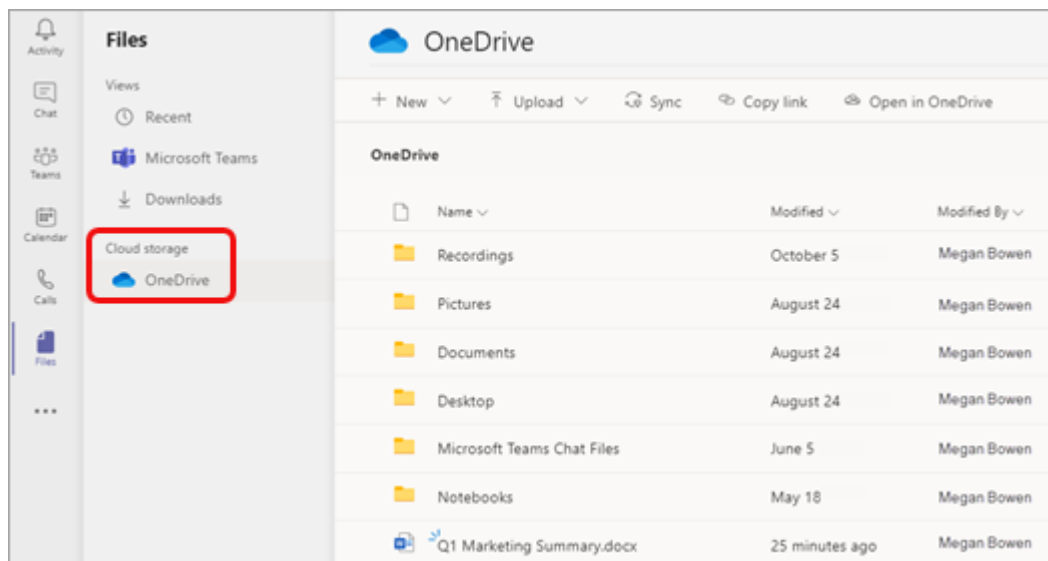 Activity
Chat
Teams
Calendar
Calls
Files
Files
Views
Recent
Microsoft Teams
Downloads
Cloud storage
OneDrive
OneDrive
New
Upload
Sync
Copy link
Open in OneDrive
OneDrive
Name Modified Modified By
Recordings October 5 Megan Bowen
Pictures August 24 Megan Bowen
Documents August 24 Megan Bowen
Desktop August 24 Megan Bowen
Microsoft Teams Chat Files June 5 Megan Bowen
Notebooks May 18 Megan Bowen
Q1 Marketing Summary.docx 25 minutes ago Megan Bowen